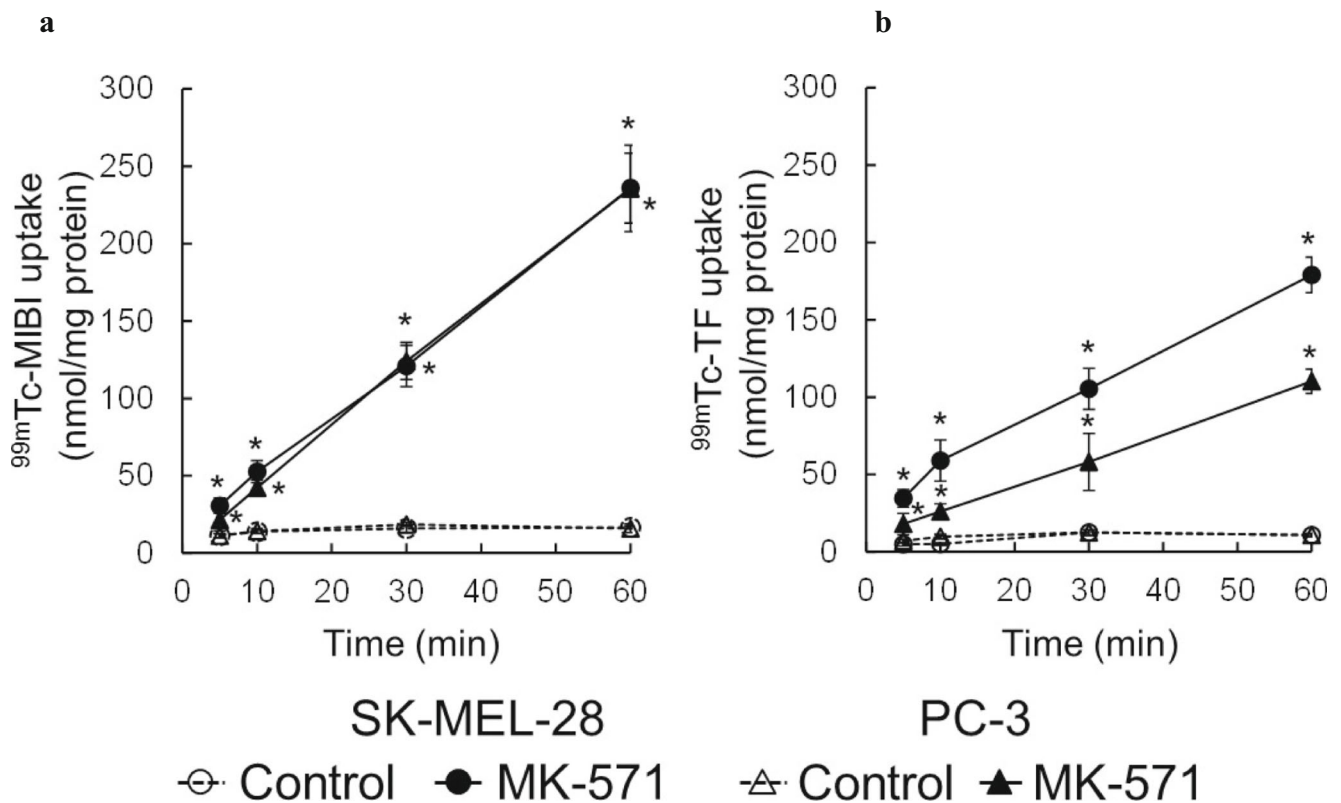 a
b
99mTc-MIBI uptake
(nmol/mg protein)
300
250
200
150
100
50
0
* * * * * * * *
0 10 20 30 40 50 60
Time (min)
99mTc-TF uptake
(nmol/mg protein)
300
250
200
150
100
50
0
* * * * * * * *
0 10 20 30 40 50 60
Time (min)
SK-MEL-28
PC-3
Control MK-571 Control MK-571